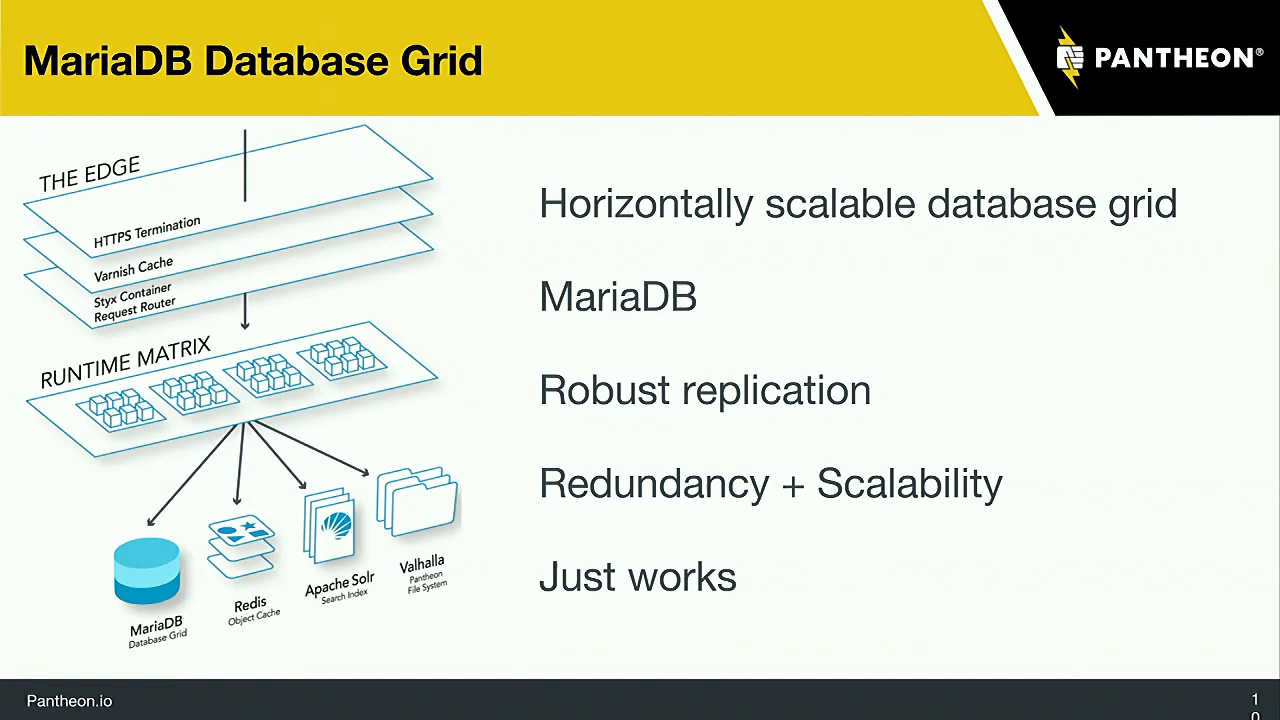 MariaDB Database Grid
PANTHEON®
THE EDGE
HTTPS Termination
Varnish Cache
Styx Container
Request Router
RUNTIME MATRIX
MariaDB
Database Grid
Redis
Object Cache
Apache Solr
Search Index
Valhalla
Pantheon
File System
Horizontally scalable database grid
MariaDB
Robust replication
Redundancy + Scalability
Just works
Pantheon.io
1
0